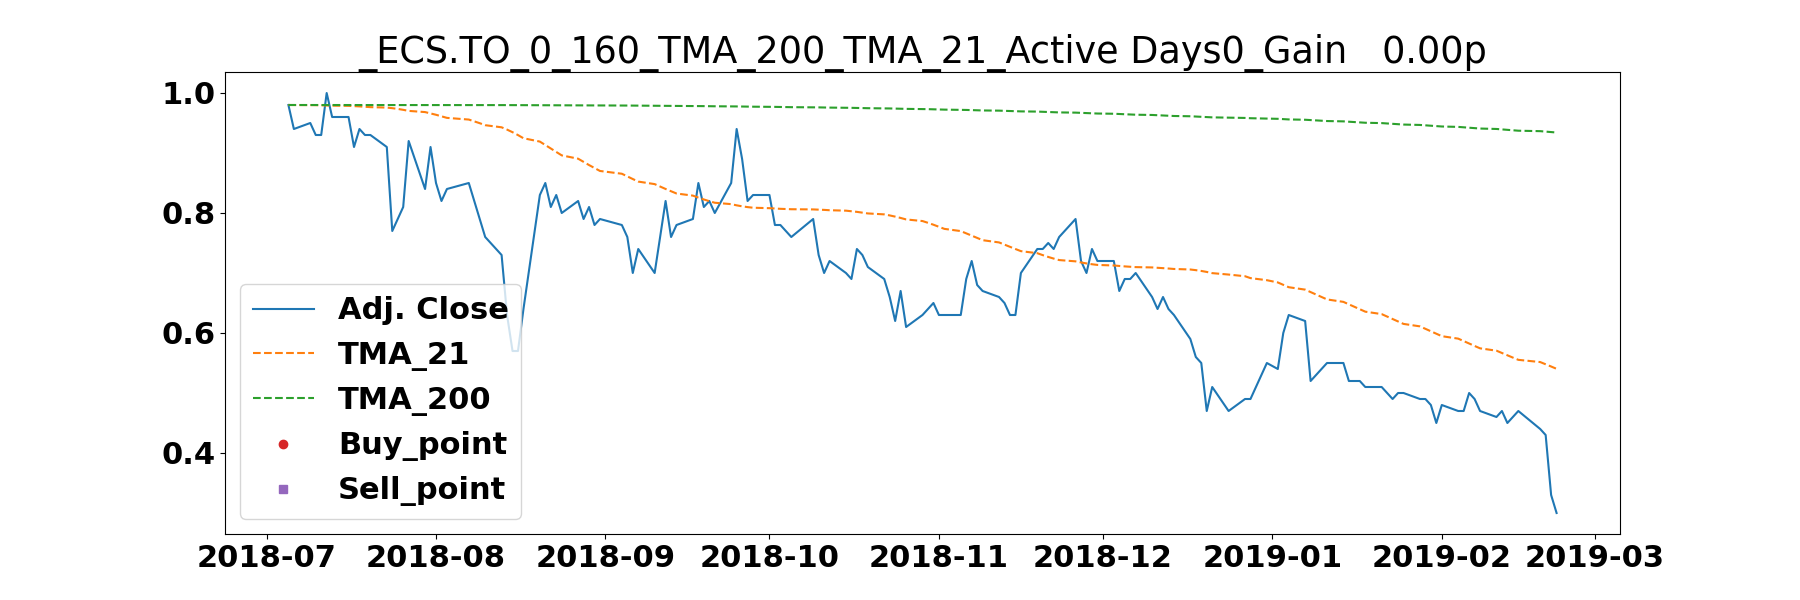 _ECS.TO_0_160_TMA_200_TMA_21_Active Days0_Gain   0.00p
1.0
0.8
0.6
0.4
Adj. Close
TMA_21
TMA_200
Buy_point
Sell_point
2018-07 2018-08 2018-09 2018-10 2018-11 2018-12 2019-01 2019-02 2019-03